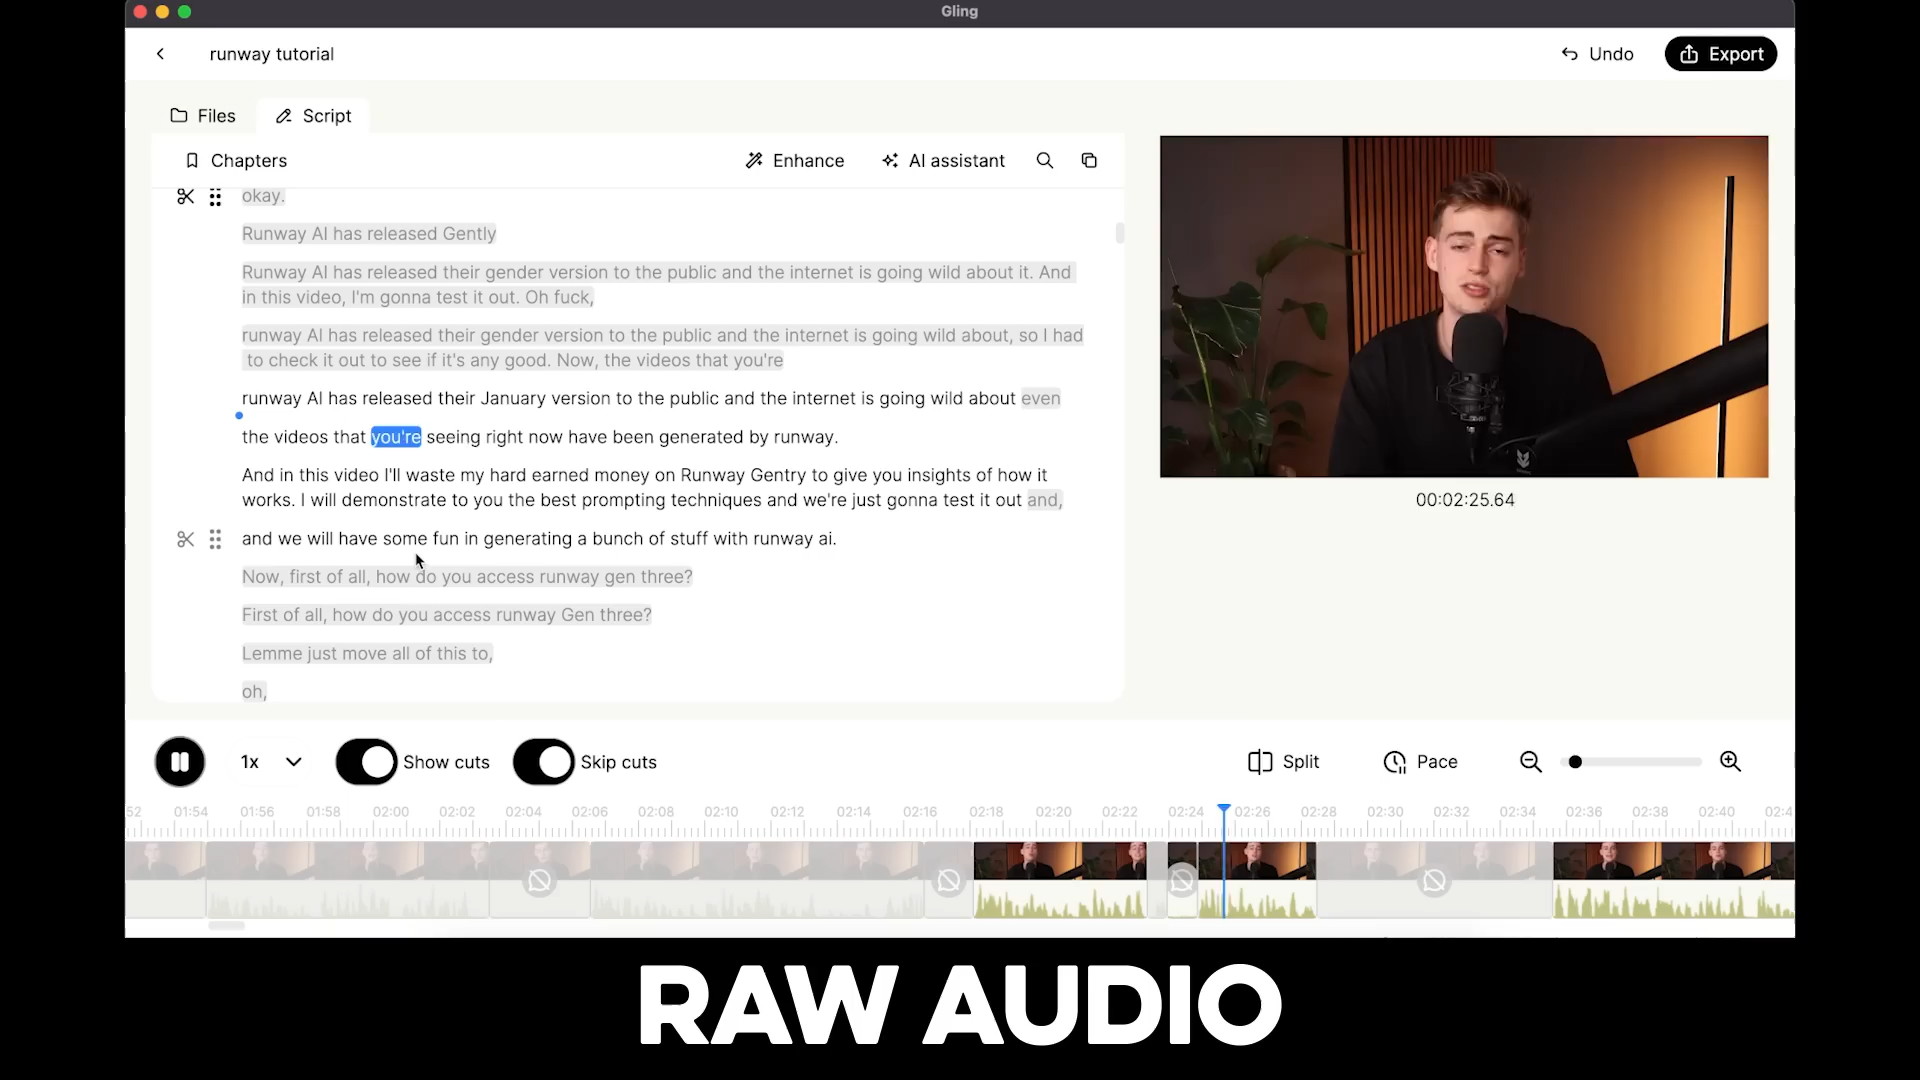 Gling
runway tutorial
Undo
Export
Files
Script
Chapters
Enhance
AI assistant
okay.
Runway AI has released Gently
Runway AI has released their gender version to the public and the internet is going wild about it. And
in this video, I'm gonna test it out. Oh fuck,
runway AI has released their gender version to the public and the internet is going wild about, so I had
to check it out to see if it's any good. Now, the videos that you're
runway AI has released their January version to the public and the internet is going wild about even
the videos that you're seeing right now have been generated by runway.
And in this video I'll waste my hard earned money on Runway Gentry to give you insights of how it
works. I will demonstrate to you the best prompting techniques and we're just gonna test it out and,
and we will have some fun in generating a bunch of stuff with runway ai.
Now, first of all, how do you access runway gen three?
First of all, how do you access runway Gen three?
Lemme just move all of this to,
oh,
00:02:25.64
1x
Show cuts
Skip cuts
Split
Pace
52 01:54 01:56 01:58 02:00 02:02 02:04 02:06 02:08 02:10 02:12 02:14 02:16 02:18 02:20 02:22 02:24 02:26 02:28 02:30 02:32 02:34 02:36 02:38 02:40 02:4
RAW AUDIO